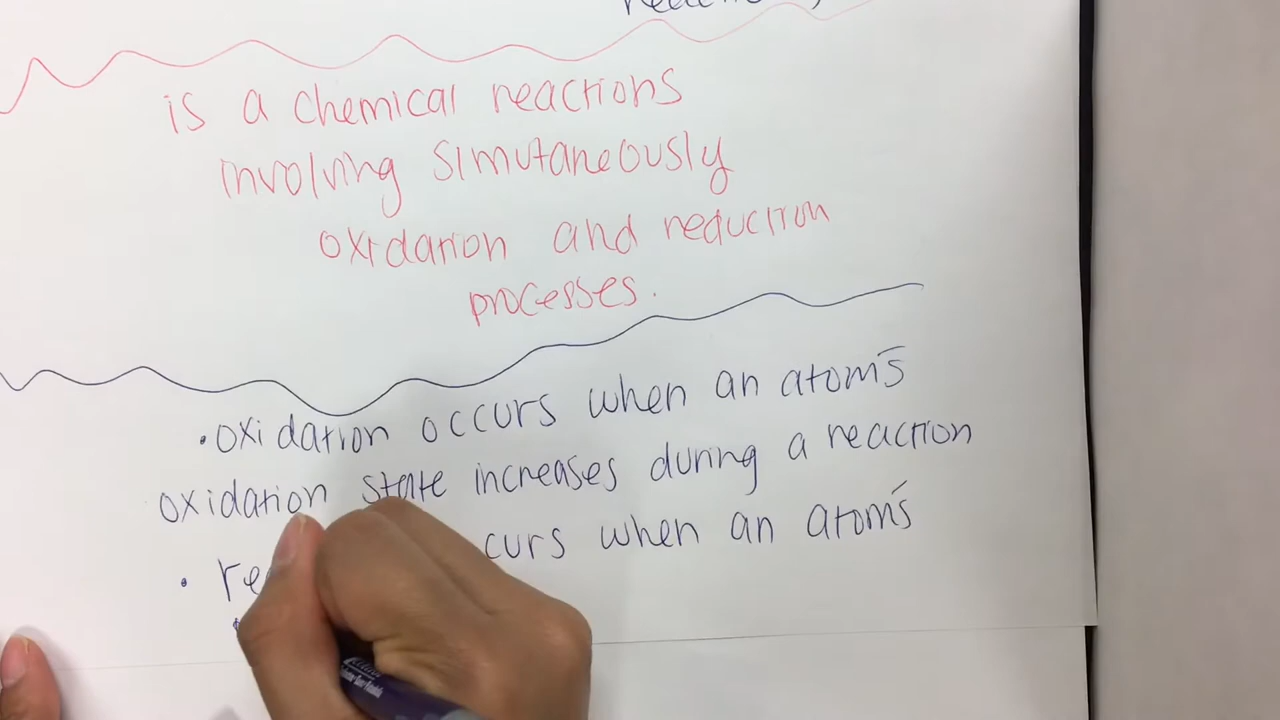 is a chemical reactions
involving simutaneously
oxidation and reduction
processes.
• oxidation occurs when an atom's
oxidation state increases during a reaction
• re curs when an atom's